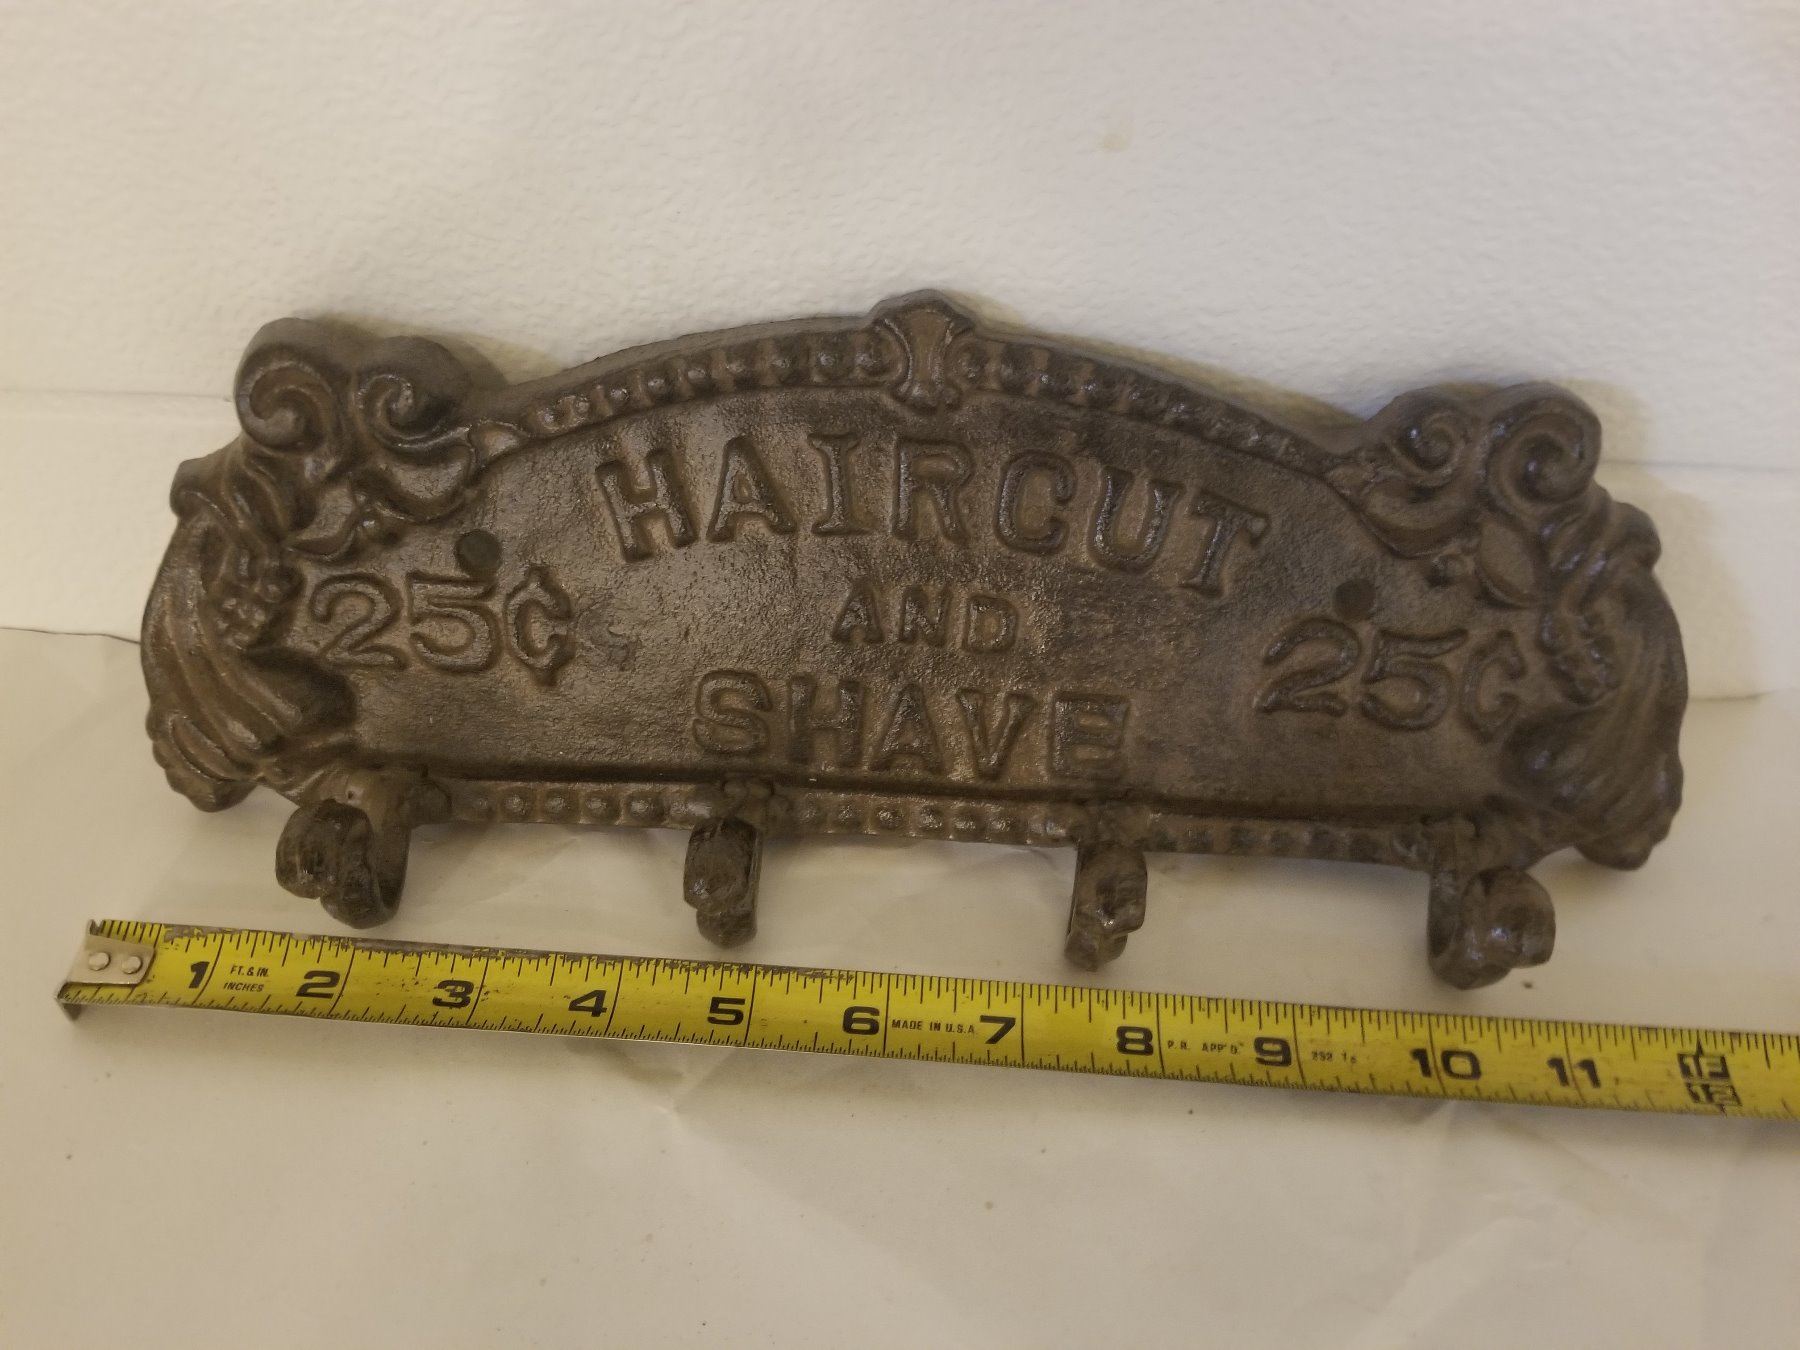 HAIRCUT
25¢ AND 25¢
SHAVE
1 FT. & IN. INCHES 2 3 4 5 6 MADE IN U.S.A. 7 8 P.R. APP'D. 9 10 11 1F
12